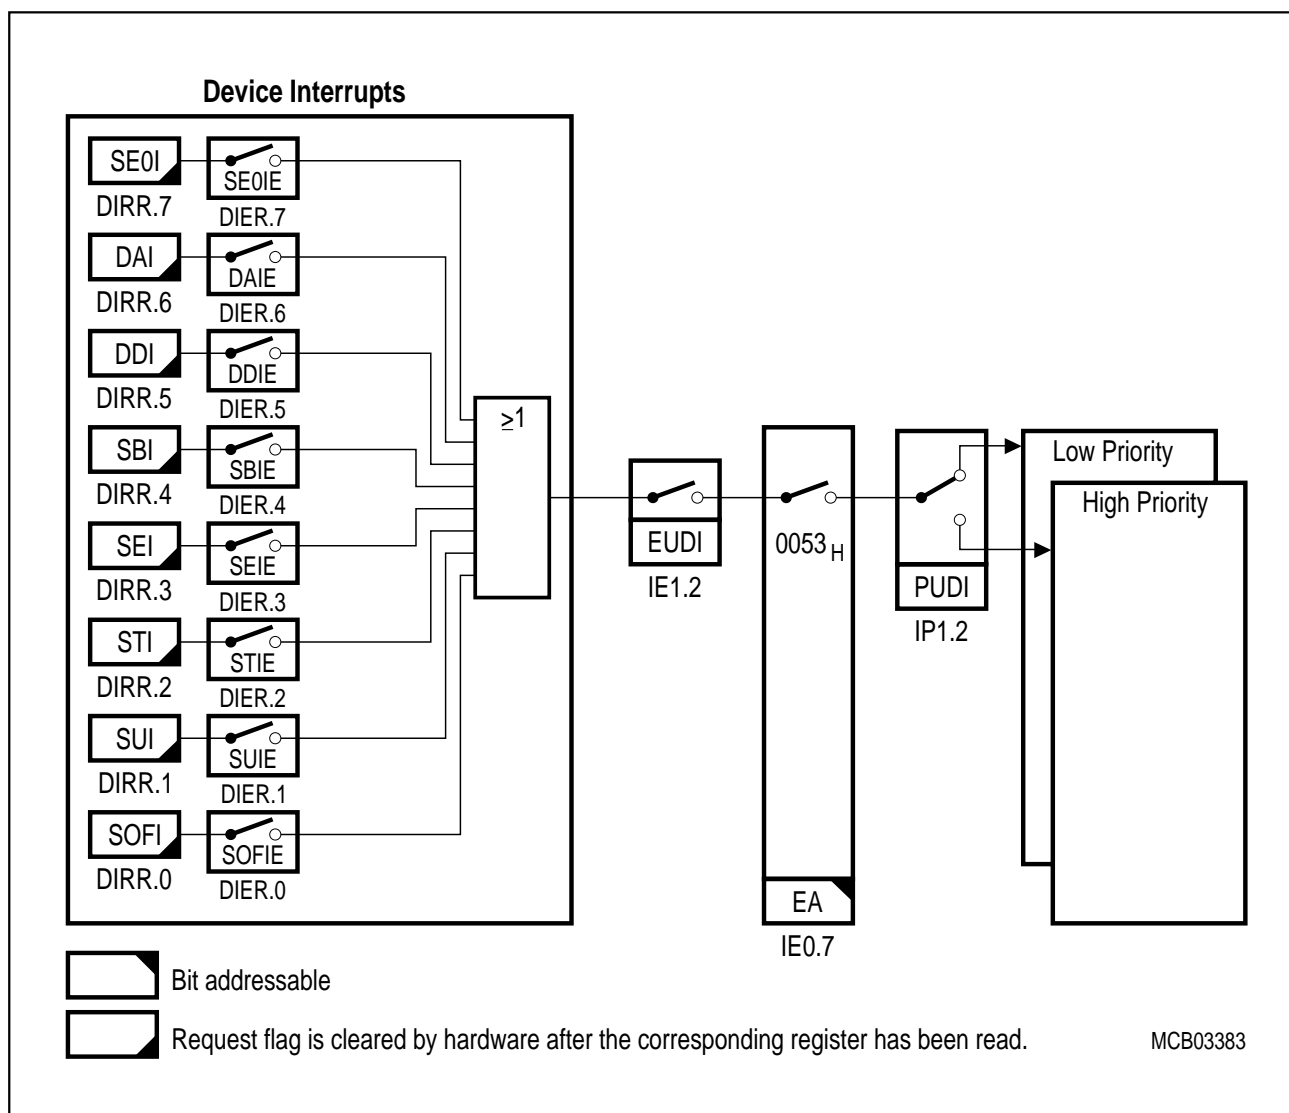 Device Interrupts
SE0I
SE0IE
DIRR.7
DIER.7
DAI
DAIE
DIRR.6
DIER.6
DDI
DDIE
DIRR.5
DIER.5
SBI
SBIE
DIRR.4
DIER.4
SEI
SEIE
DIRR.3
DIER.3
STI
STIE
DIRR.2
DIER.2
SUI
SUIE
DIRR.1
DIER.1
SOFI
SOFIE
DIRR.0
DIER.0
≥1
EUDI
IE1.2
0053 H
EA
IE0.7
PUDI
IP1.2
Low Priority
High Priority
Bit addressable
Request flag is cleared by hardware after the corresponding register has been read.
MCB03383